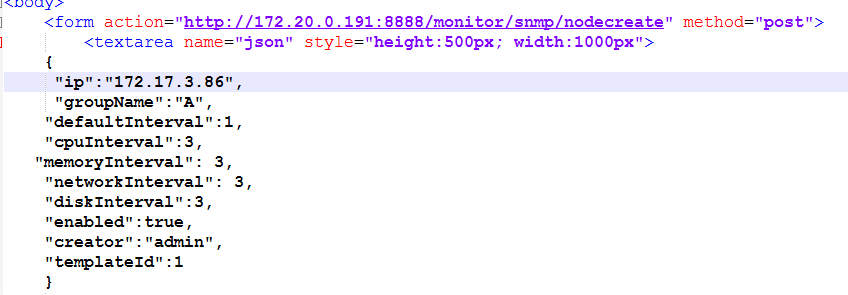 <body>
<form action="http://172.20.0.191:8888/monitor/snmp/nodecreate" method="post">
<textarea name="json" style="height:500px; width:1000px">
{
"ip":"172.17.3.86",
"groupName":"A",
"defaultInterval":1,
"cpuInterval":3,
"memoryInterval": 3,
"networkInterval": 3,
"diskInterval":3,
"enabled":true,
"creator":"admin",
"templateId":1
}